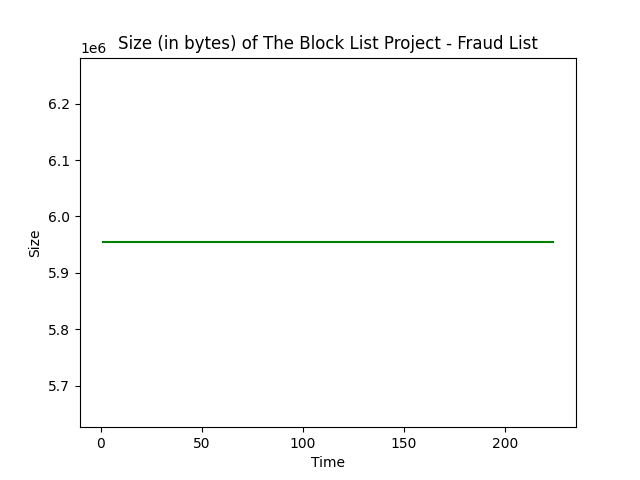 Size (in bytes) of The Block List Project - Fraud List
1e6
6.2
6.1
6.0
5.9
5.8
5.7
Size
0 50 100 150 200
Time